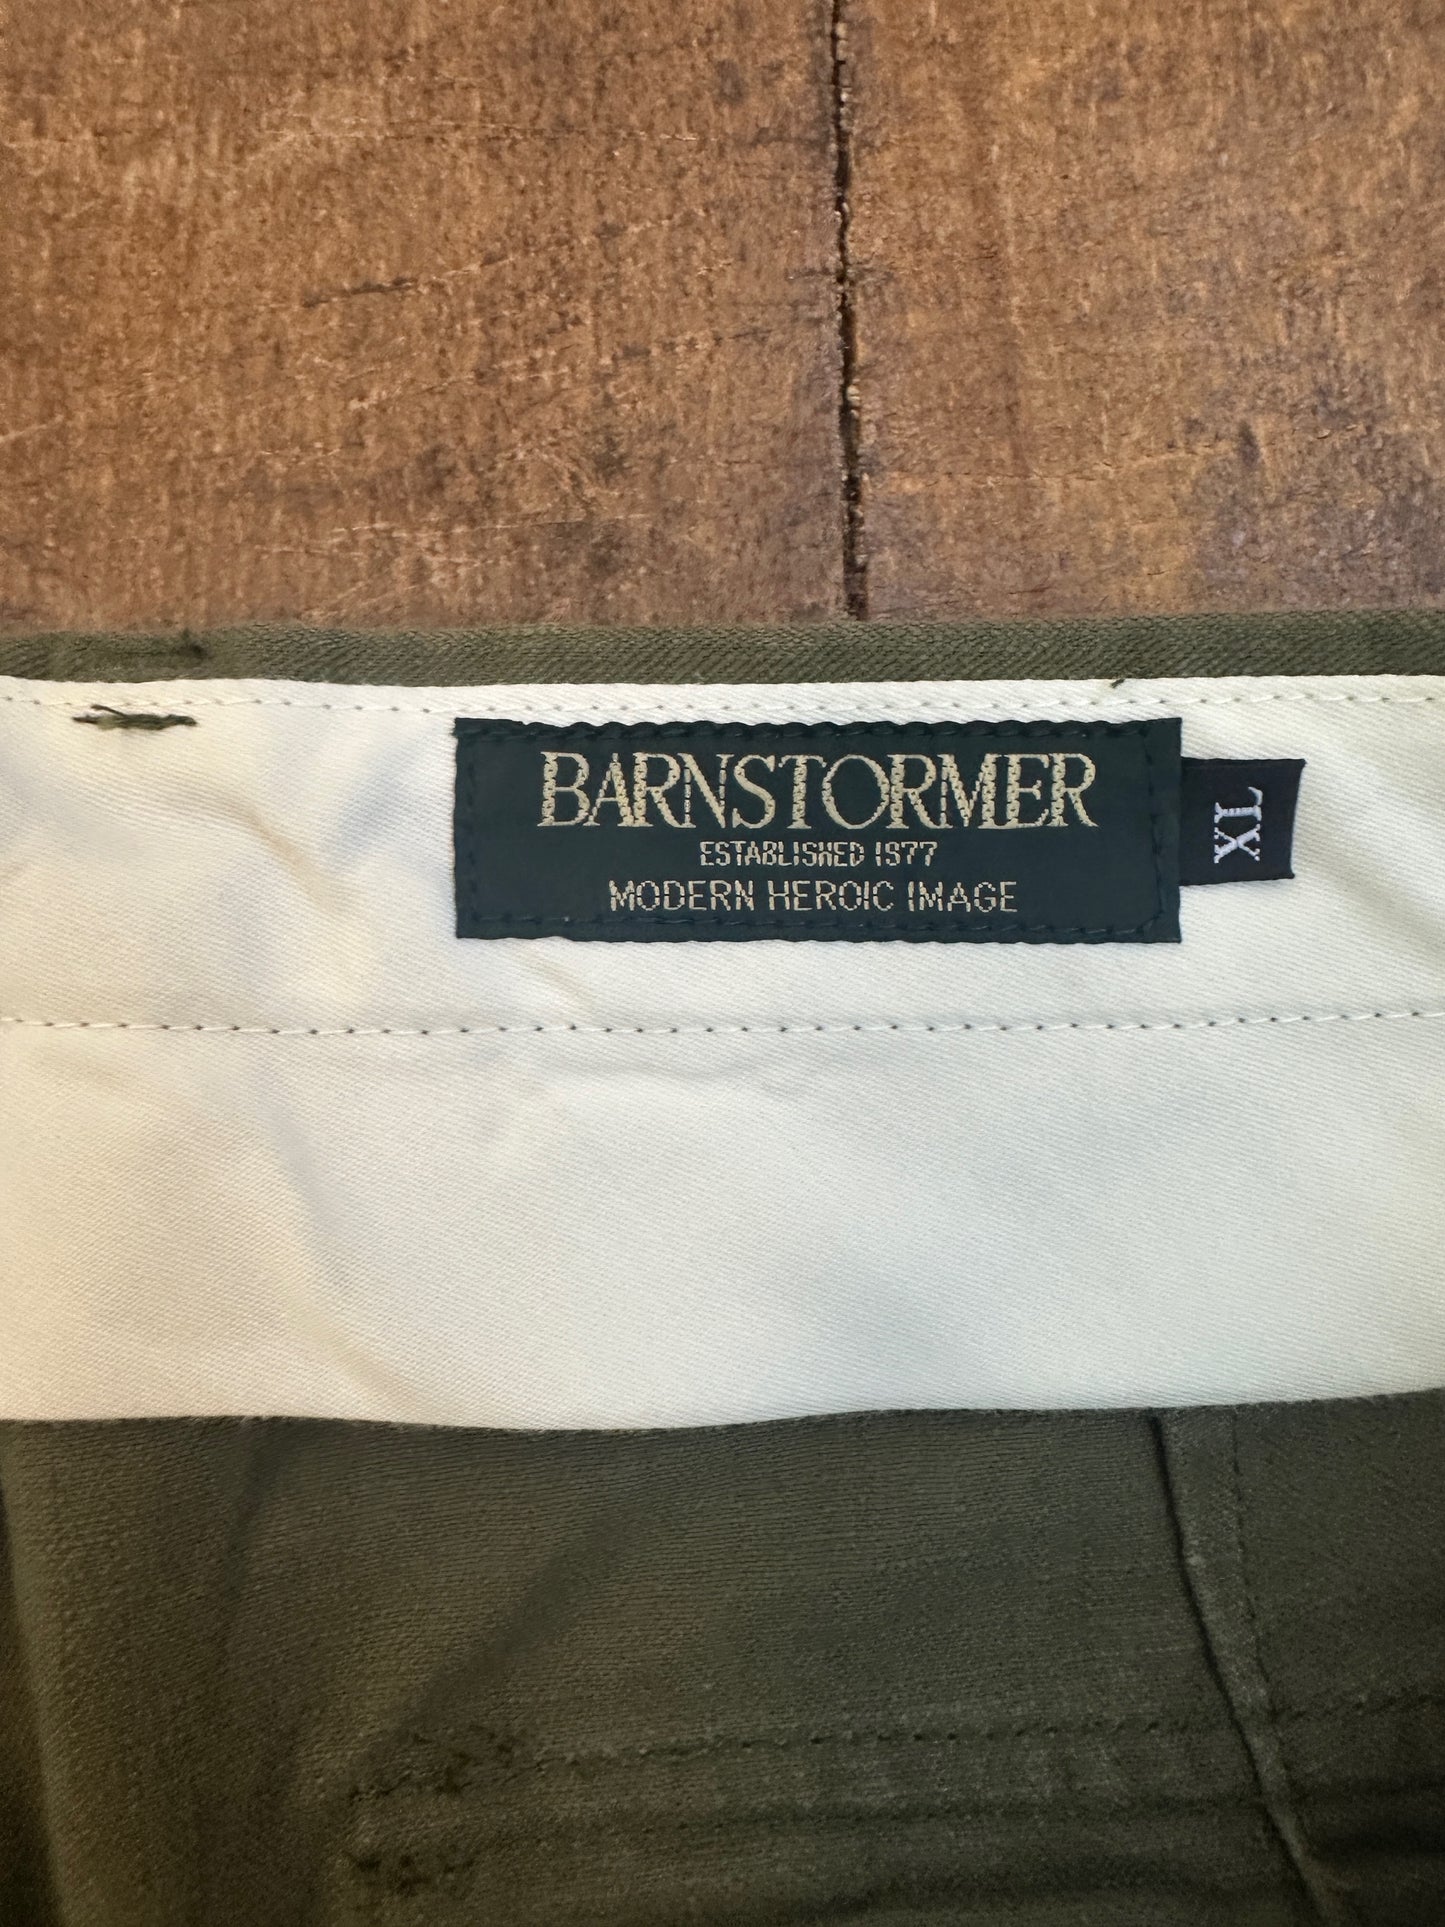 BARNSTORMER
ESTABLISHED 1977
MODERN HEROIC IMAGE
XL